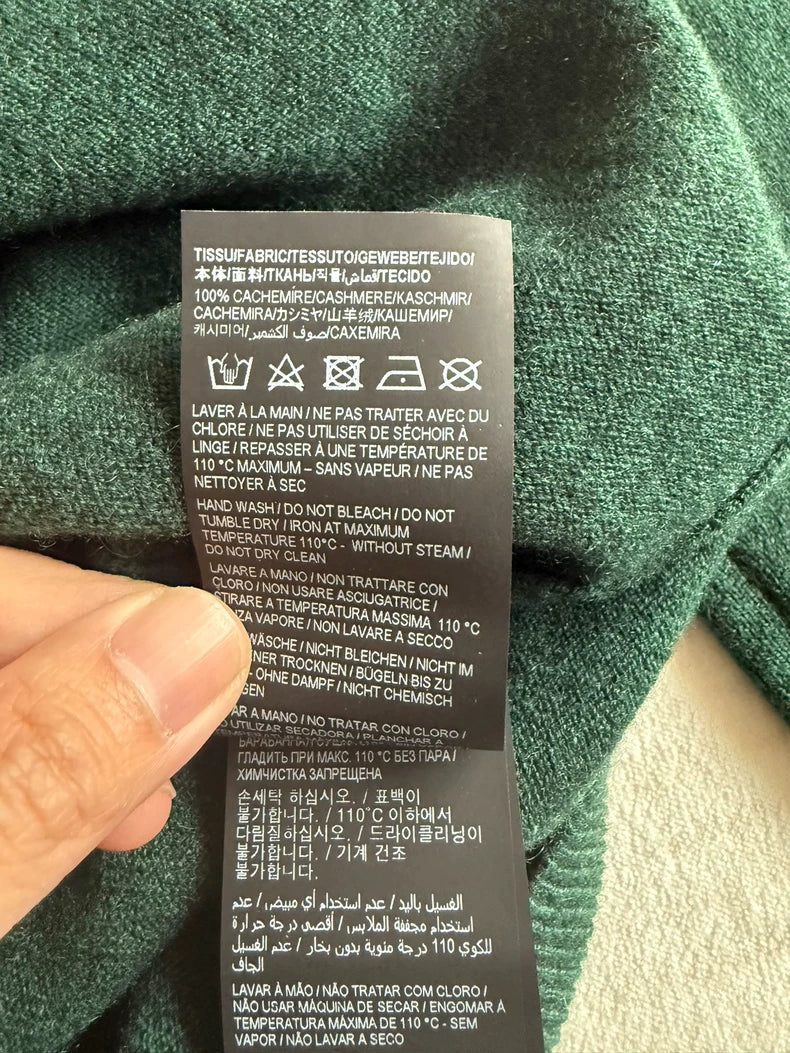 TISSU/FABRIC/TESSUTO/GEWEBE/TEJIDO/
本体/面料/ТКАНЬ/직물/قماش/TECIDO
100% CACHEMIRE/CASHMERE/KASCHMIR/
CACHEMIRA/カシミヤ/山羊绒/КАШЕМИР/
캐시미어/صوف الكشمير/CAXEMIRA
LAVER À LA MAIN / NE PAS TRAITER AVEC DU
CHLORE / NE PAS UTILISER DE SÉCHOIR À
LINGE / REPASSER À UNE TEMPÉRATURE DE
110 °C MAXIMUM – SANS VAPEUR / NE PAS
NETTOYER À SEC
HAND WASH / DO NOT BLEACH / DO NOT
TUMBLE DRY / IRON AT MAXIMUM
TEMPERATURE 110°C - WITHOUT STEAM /
DO NOT DRY CLEAN
LAVARE A MANO / NON TRATTARE CON
CLORO / NON USARE ASCIUGATRICE /
STIRARE A TEMPERATURA MASSIMA 110 °C
ZA VAPORE / NON LAVARE A SECCO
WÄSCHE / NICHT BLEICHEN / NICHT IM
NER TROCKNEN / BÜGELN BIS ZU
- OHNE DAMPF / NICHT CHEMISCH
GEN
AR A MANO / NO TRATAR CON CLORO /
O UTILIZAR SECADORA / PLANCHAR A
ГЛАДИТЬ ПРИ МАКС. 110 °C БЕЗ ПАРА /
ХИМЧИСТКА ЗАПРЕЩЕНА
손세탁 하십시오. / 표백이
불가합니다. / 110°C 이하에서
다림질하십시오. / 드라이클리닝이
불가합니다. / 기계 건조
불가합니다.
الغسيل باليد / عدم استخدام أي مبيض / عدم
استخدام مجففة الملابس / أقصى درجة حرارة
للكوي 110 درجة مئوية بدون بخار / عدم الغسيل
الجاف
LAVAR À MÃO / NÃO TRATAR COM CLORO /
NÃO USAR MÁQUINA DE SECAR / ENGOMAR À
TEMPERATURA MÁXIMA DE 110 °C - SEM
VAPOR / NÃO LAVAR A SECO